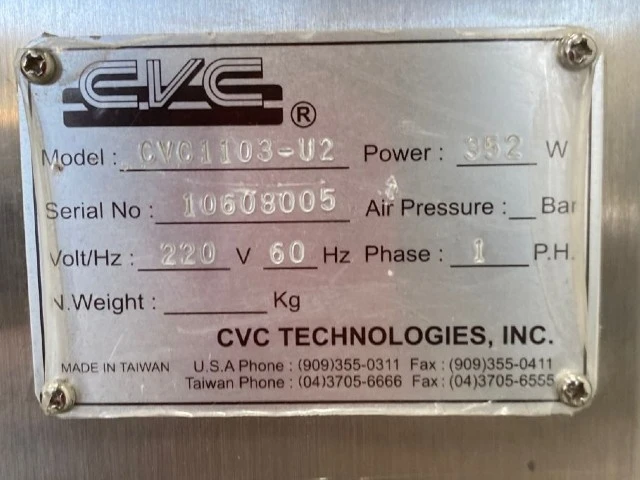 CVC ®
Model : CVC1103-U2 Power : 352 W
Serial No : 10608005 Air Pressure : Bar
Volt/Hz : 220 V 60 Hz Phase : 1 P.H.
N.Weight : Kg
CVC TECHNOLOGIES, INC.
MADE IN TAIWAN U.S.A Phone : (909)355-0311 Fax : (909)355-0411
Taiwan Phone : (04)3705-6666 Fax : (04)3705-6555